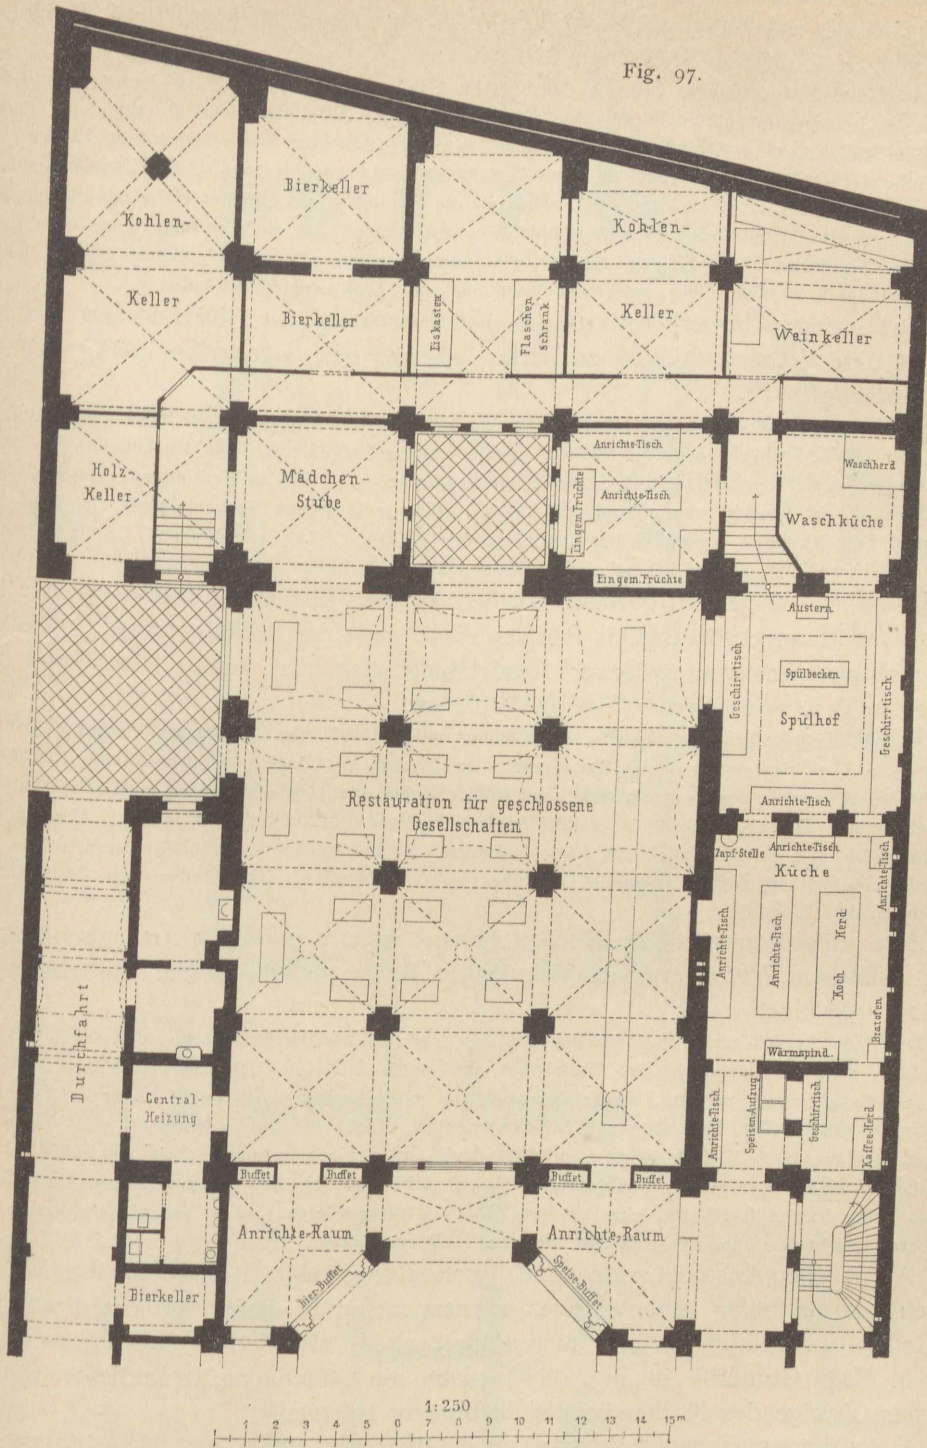 Fig. 97.
Bierkeller
Kohlen-
Kohlen-
Keller
Bierkeller
Eiskasten
Flaschen
Schrank
Keller
Weinkeller
Holz-
Keller
Mädchen-
Stube
Anrichte-Tisch
Anrichte-Tisch
Eingem. Früchte
Eingem. Früchte
Waschherd
Waschküche
Austern
Geschirrtisch
Spülbecken
Spülhof
Geschirrtisch
Anrichte-Tisch
Restauration für geschlossene
Gesellschaften
Zapf-Stelle
Anrichte-Tisch
Küche
Anrichte-Tisch
Anrichte-Tisch
Anrichte-Tisch
Koch. Herd
Bratofen
Wärmspind.
Durchfahrt
Central-
Heizung
Anrichte-Tisch
Speisen-Aufzug
Geschirrtisch
Kaffee-Herd
Buffet
Buffet
Buffet
Buffet
Anrichte-Raum
Anrichte-Raum
Bier-Buffet
Speise-Buffet
Bierkeller
1:250
1 2 3 4 5 6 7 8 9 10 11 12 13 14 15m